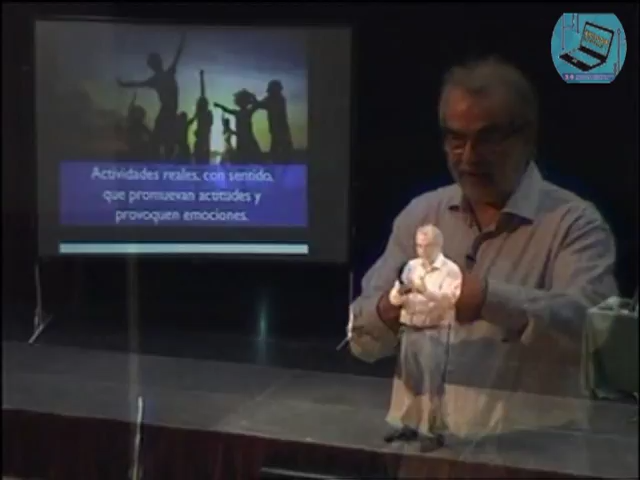 Actividades reales, con sentido,
que promuevan actitudes y
provoquen emociones.